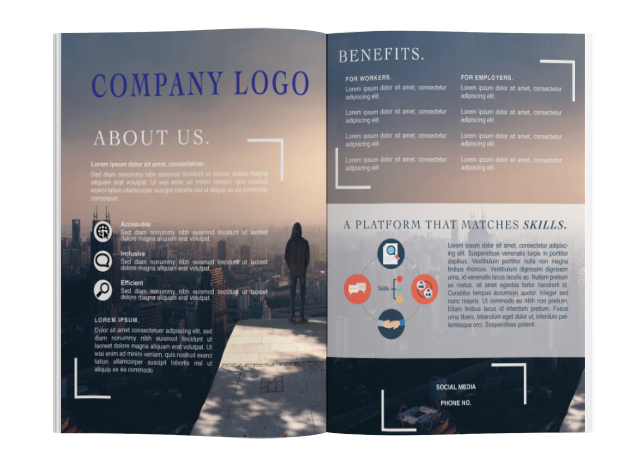 COMPANY LOGO
ABOUT US.
Lorem ipsum dolor sit amet, consectetuer.
Sed diam nonummy nibh euismod tincidunt ut laoreet dolore magna
aliquam erat volutpat. Ut wisi enim ad minim veniam, quis nostrud
exerci tation ullamcorper suscipit lobortis nisl ut aliquip ex ea commodo
consequat.
Accessible
Sed diam nonummy nibh euismod tincidunt ut laoreet
dolore magna aliquam erat volutpat.
Inclusive
Sed diam nonummy nibh euismod tincidunt ut laoreet
dolore magna aliquam erat volutpat.
Efficient
Sed diam nonummy nibh euismod tincidunt ut laoreet
dolore magna aliquam erat volutpat.
LOREM IPSUM.
Dolor sit amet consectetuer adipiscing elit, sed
diam nonummy nibh euismod tincidunt ut
laoreet dolore magna aliquam erat volutpat. Ut
wisi enim ad minim veniam, quis nostrud exerci
tation ullamcorper suscipit lobortis nisl ut
aliquip ex ea commodo
BENEFITS.
FOR WORKERS.
Lorem ipsum dolor sit amet, consectetur
adipiscing elit.
Lorem ipsum dolor sit amet, consectetur
adipiscing elit.
Lorem ipsum dolor sit amet, consectetur
adipiscing elit.
Lorem ipsum dolor sit amet, consectetur
adipiscing elit.
FOR EMPLOYERS.
Lorem ipsum dolor sit amet, consectetur
adipiscing elit.
Lorem ipsum dolor sit amet, consectetur
adipiscing elit.
Lorem ipsum dolor sit amet, consectetur
adipiscing elit.
Lorem ipsum dolor sit amet, consectetur
adipiscing elit.
A PLATFORM THAT MATCHES SKILLS.
Skills
Lorem ipsum dolor sit amet, consectetur adipisc-
ing elit. Suspendisse venenatis turpis in porttitor
dapibus. Vestibulum porttitor nulla non magna
finibus rhoncus. Vestibulum dignissim dignissim
urna, id venenatis lacus iaculis ac. Nullam mollis
ex metus, sit amet egestas tortor hendrerit id.
Curabitur tempus accumsan auctor. Integer sed
nunc mauris. Ut commodo eu nibh non pretium.
Etiam finibus lacus id interdum pretium. Fusce
urna libero, bibendum eget dolor ut, interdum pel-
lentesque orci. Suspendisse potenti.
SOCIAL MEDIA
PHONE NO.